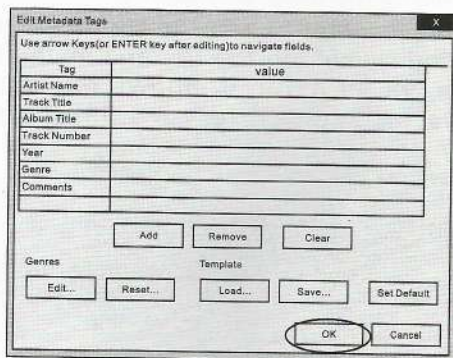 Edit Metadata Tags X
Use arrow Keys(or ENTER key after editing)to navigate fields.
Tag value
Artist Name
Track Title
Album Title
Track Number
Year
Genre
Comments
Add Remove Clear
Genres Template
Edit... Reset... Load... Save... Set Default
OK Cancel